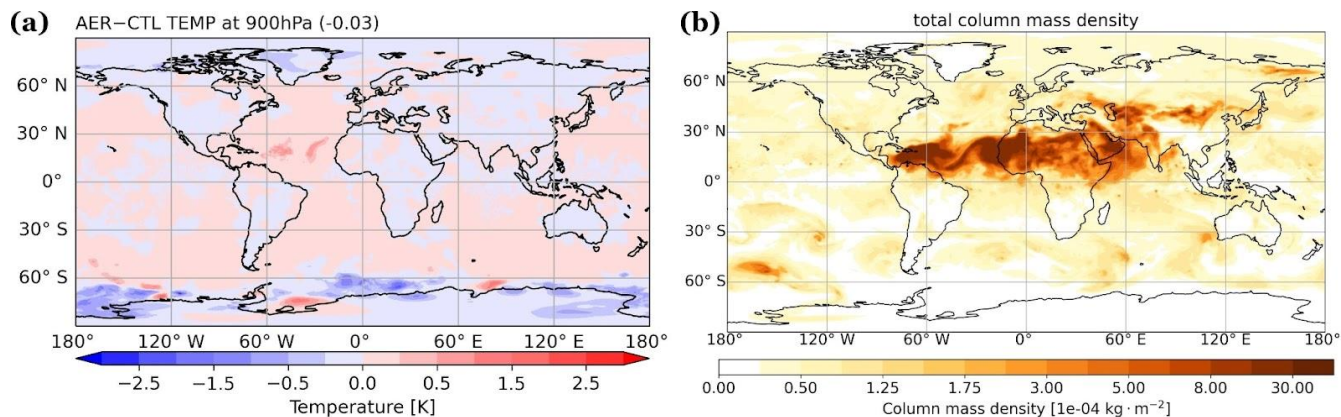 (a)
AER−CTL TEMP at 900hPa (-0.03)
60° N
30° N
0°
30° S
60° S
180° 120° W 60° W 0° 60° E 120° E 180°
−2.5 −1.5 −0.5 0.0 0.5 1.5 2.5
Temperature [K]
(b)
total column mass density
60° N
30° N
0°
30° S
60° S
180° 120° W 60° W 0° 60° E 120° E 180°
0.00 0.50 1.25 1.75 3.00 5.00 8.00 30.00
Column mass density [1e-04 kg · m⁻²]